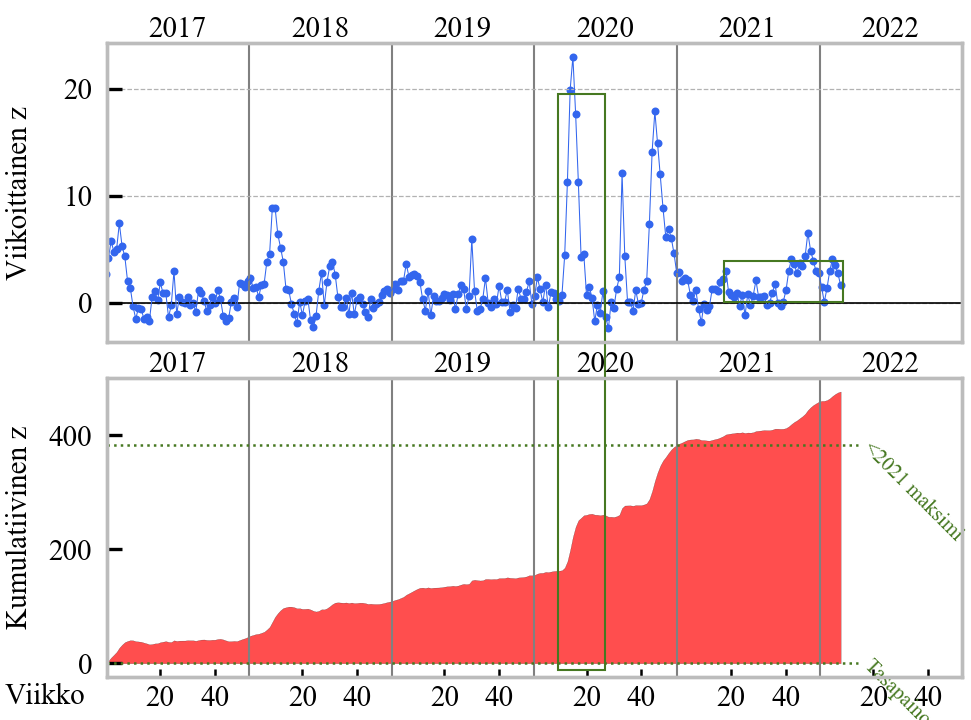 2017 2018 2019 2020 2021 2022
Viikoittainen z
20
10
0
2017 2018 2019 2020 2021 2022
Kumulatiivinen z
400
200
0
<2021 maksimi
Tasapaino
Viikko 20 40 20 40 20 40 20 40 20 40 20 40